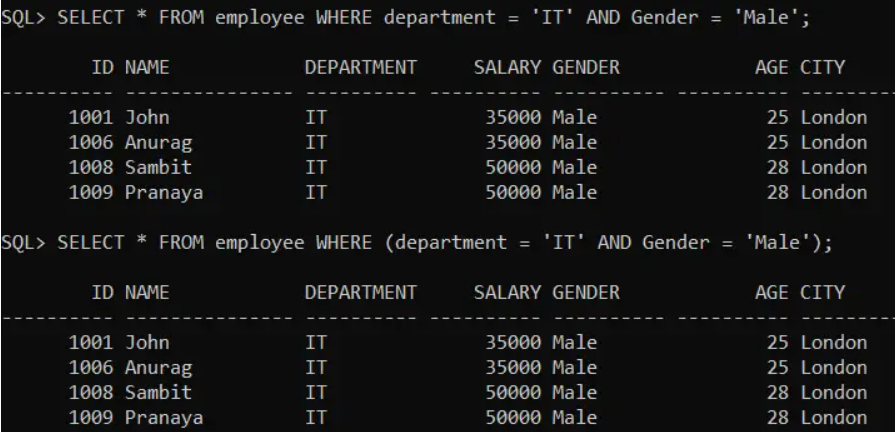 SQL> SELECT * FROM employee WHERE department = 'IT' AND Gender = 'Male';
ID NAME DEPARTMENT SALARY GENDER AGE CITY
---------- --------------- ---------- ---------- ---------- ---------- ---------
1001 John IT 35000 Male 25 London
1006 Anurag IT 35000 Male 25 London
1008 Sambit IT 50000 Male 28 London
1009 Pranaya IT 50000 Male 28 London
SQL> SELECT * FROM employee WHERE (department = 'IT' AND Gender = 'Male');
ID NAME DEPARTMENT SALARY GENDER AGE CITY
---------- --------------- ---------- ---------- ---------- ---------- ---------
1001 John IT 35000 Male 25 London
1006 Anurag IT 35000 Male 25 London
1008 Sambit IT 50000 Male 28 London
1009 Pranaya IT 50000 Male 28 London